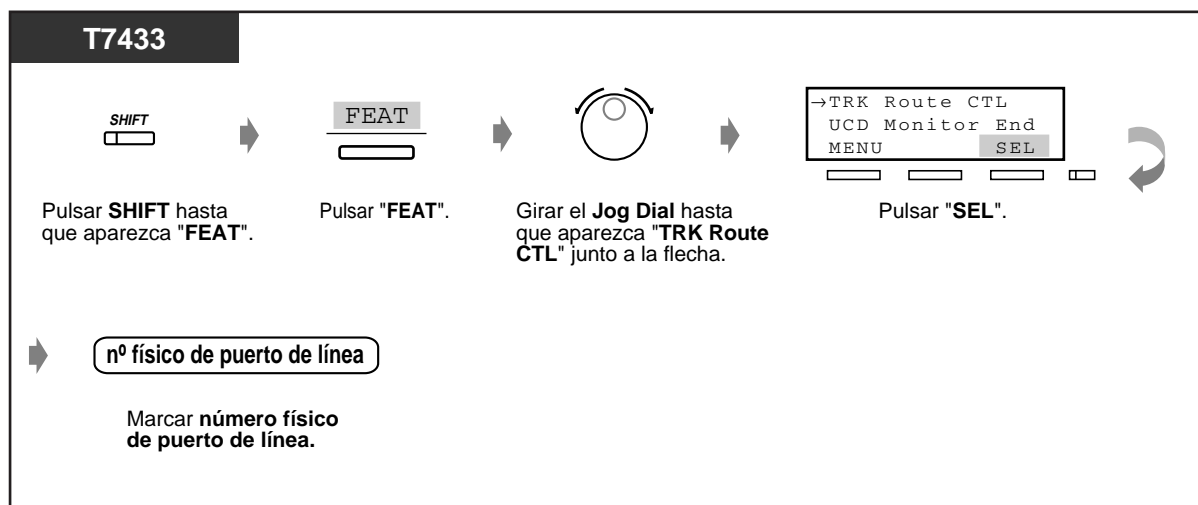 T7433
SHIFT
Pulsar SHIFT hasta
que aparezca "FEAT".
FEAT
Pulsar "FEAT".
Girar el Jog Dial hasta
que aparezca "TRK Route
CTL" junto a la flecha.
→TRK Route CTL
UCD Monitor End
MENU SEL
Pulsar "SEL".
nº físico de puerto de línea
Marcar número físico
de puerto de línea.